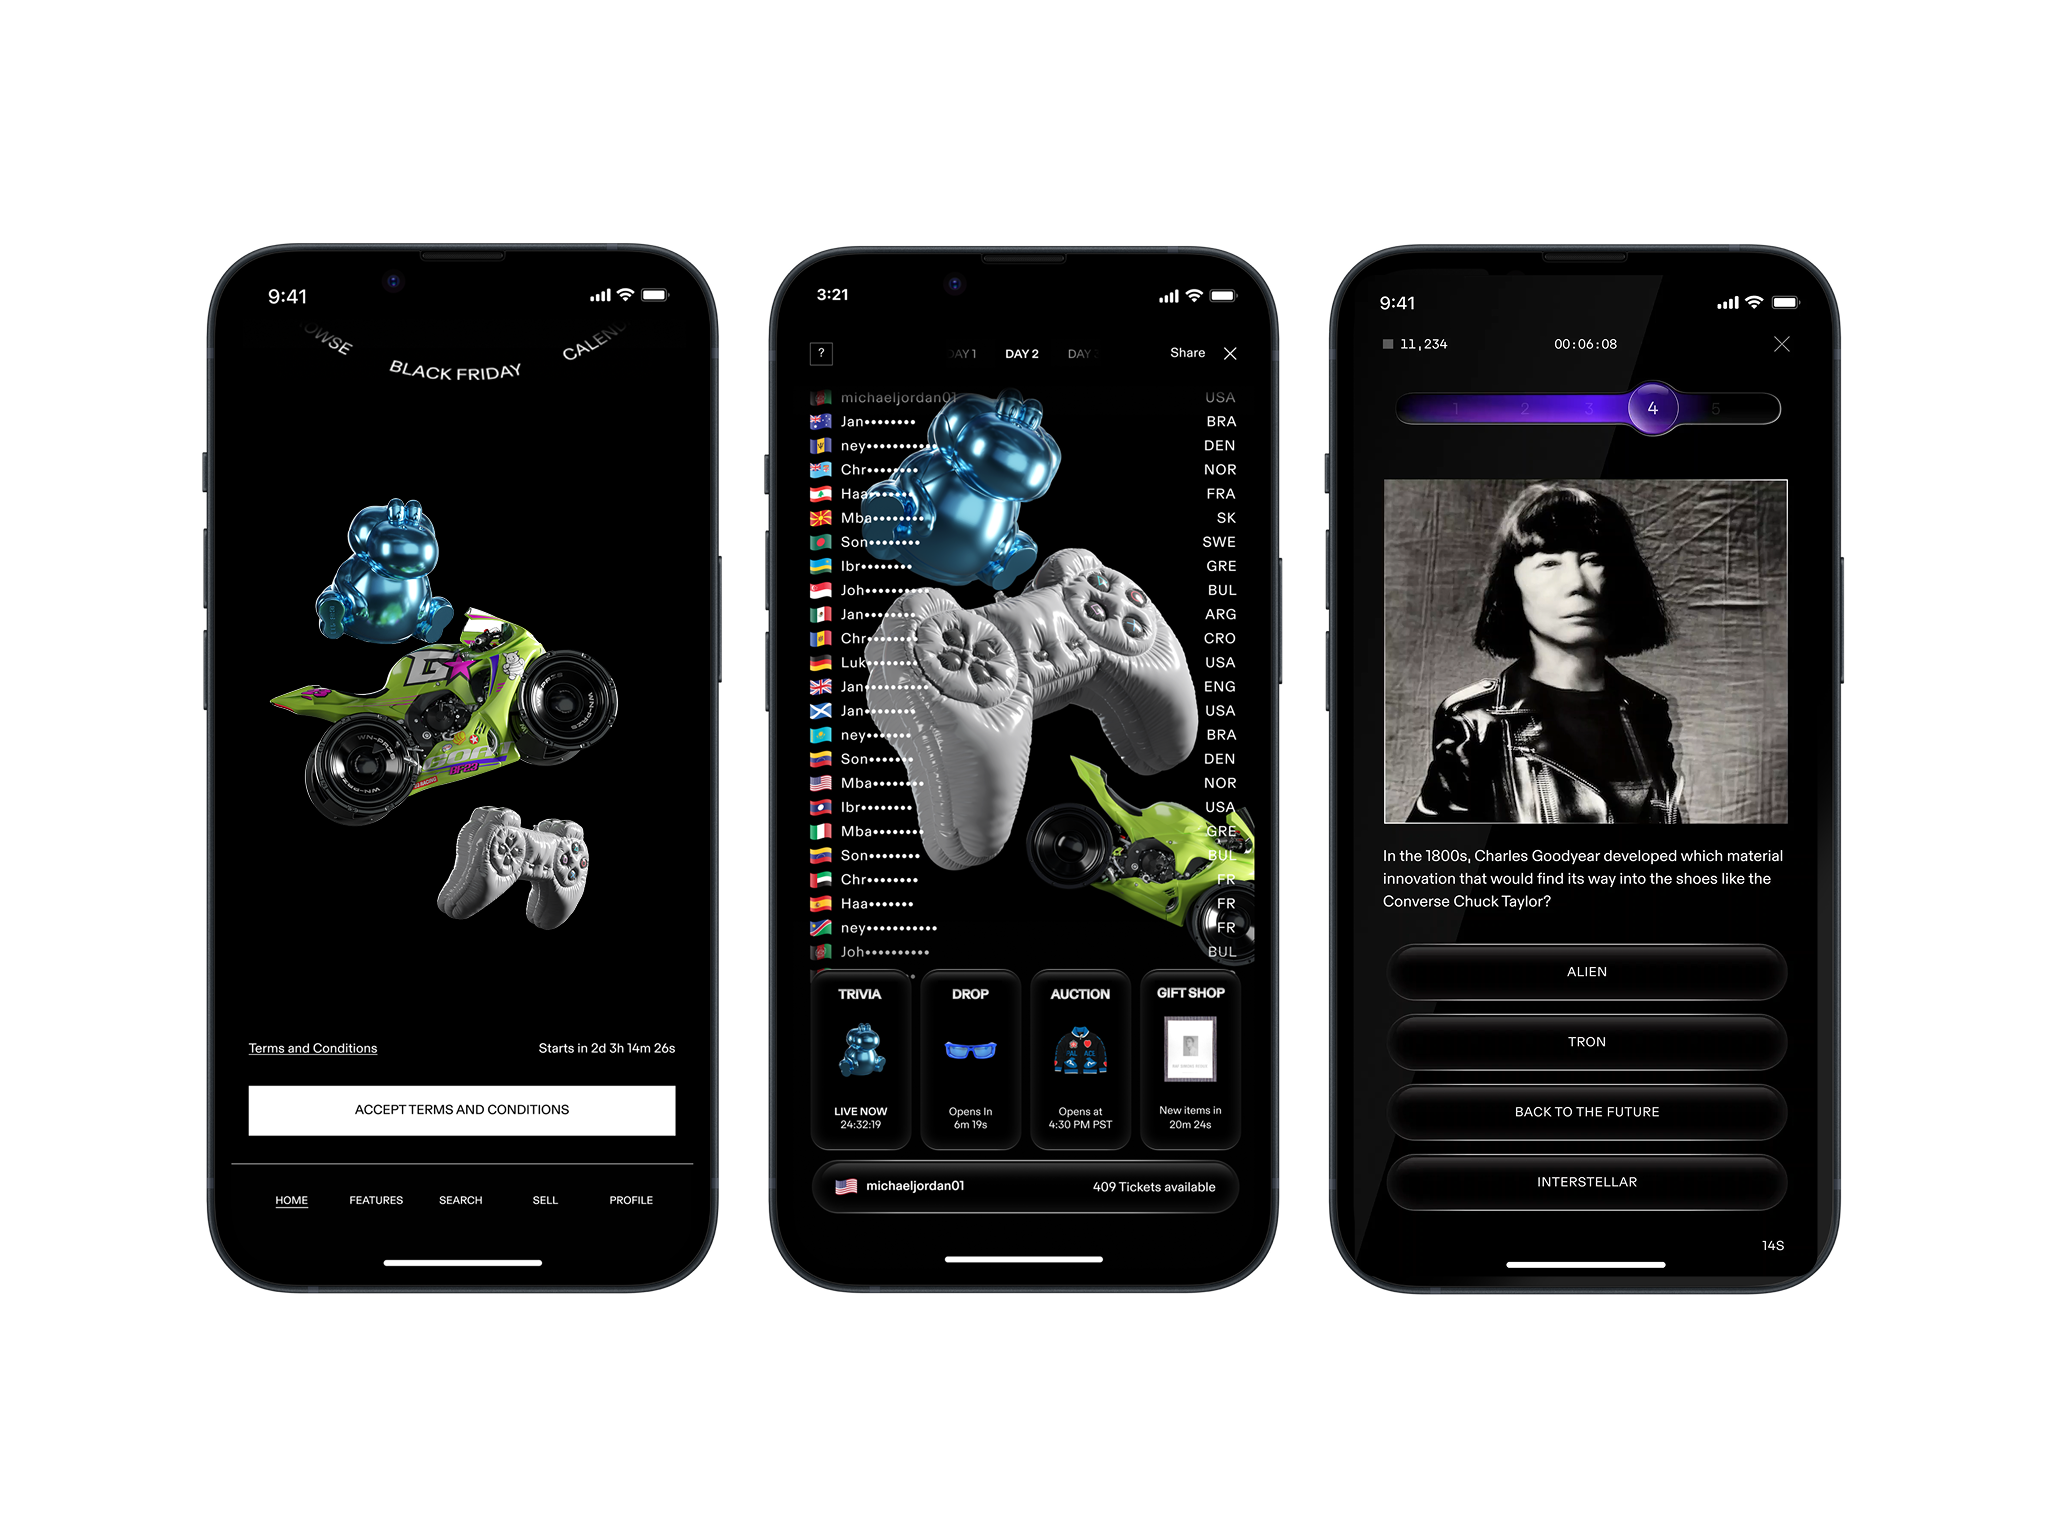 9:41
OWSE
BLACK FRIDAY
CALEND
G
WN-PRZS
WN-PRZS
Terms and Conditions
Starts in 2d 3h 14m 26s
ACCEPT TERMS AND CONDITIONS
HOME
FEATURES
SEARCH
SELL
PROFILE
3:21
?
DAY 1
DAY 2
DAY 3
Share
michaeljordan01 USA
Jan•••••••• BRA
ney••••••••••• DEN
Chr•••••••• NOR
Haa••••••• FRA
Mba••••••••• SK
Son•••••••• SWE
Ibr•••••••• GRE
Joh•••••••••• BUL
Jan•••••••• ARG
Chr•••••••• CRO
Luk••••••••• USA
Jan•••••••• ENG
Jan•••••••• USA
ney••••••••••• BRA
Son•••••••• DEN
Mba••••••••• NOR
Ibr•••••••• USA
Mba••••••••• GRE
Son•••••••• BUL
Chr•••••••• FR
Haa••••••• FR
ney••••••••••• FR
Joh•••••••••• BUL
TRIVIA
LIVE NOW
24:32:19
DROP
Opens In
6m 19s
AUCTION
PAL ACE
Opens at
4:30 PM PST
GIFT SHOP
New items in
20m 24s
michaeljordan01
409 Tickets available
9:41
11,234
00:06:08
1 2 3 4 5
In the 1800s, Charles Goodyear developed which material
innovation that would find its way into the shoes like the
Converse Chuck Taylor?
ALIEN
TRON
BACK TO THE FUTURE
INTERSTELLAR
14S